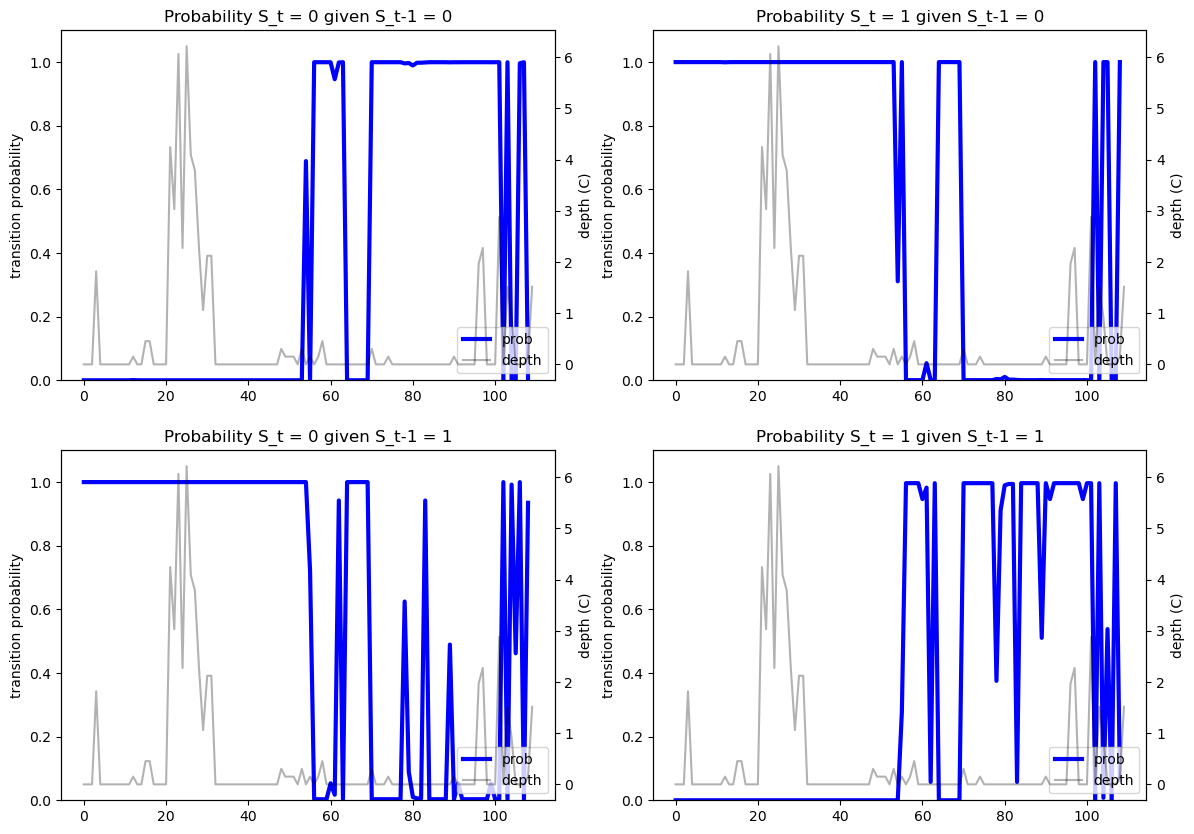 Probability S_t = 0 given S_t-1 = 0
1.0
0.8
0.6
0.4
0.2
0.0
transition probability
6
5
4
3
2
1
0
depth (C)
prob
depth
0 20 40 60 80 100
Probability S_t = 1 given S_t-1 = 0
1.0
0.8
0.6
0.4
0.2
0.0
transition probability
6
5
4
3
2
1
0
depth (C)
prob
depth
0 20 40 60 80 100
Probability S_t = 0 given S_t-1 = 1
1.0
0.8
0.6
0.4
0.2
0.0
transition probability
6
5
4
3
2
1
0
depth (C)
prob
depth
0 20 40 60 80 100
Probability S_t = 1 given S_t-1 = 1
1.0
0.8
0.6
0.4
0.2
0.0
transition probability
6
5
4
3
2
1
0
depth (C)
prob
depth
0 20 40 60 80 100